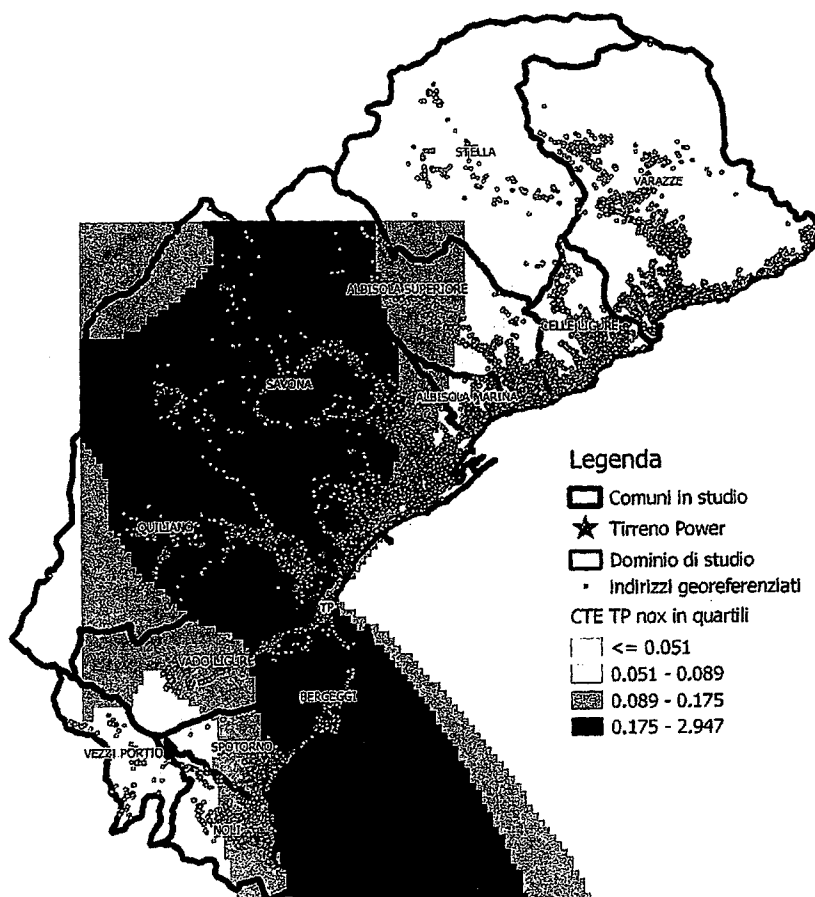 STELLA
VARAZZE
ALBISOLA SUPERIORE
CELLE LIGURE
SAVONA
ALBISOLA MARINA
Legenda
Comuni in studio
QUILIANO
Tirreno Power
Dominio di studio
indirizzi georeferenziati
TP
CTE TP nox in quartili
<= 0.051
VADO LIGURE
0.051 - 0.089
BERGEGGI
0.089 - 0.175
0.175 - 2.947
SPOTORNO
VEZZI PORTIO
NOLI